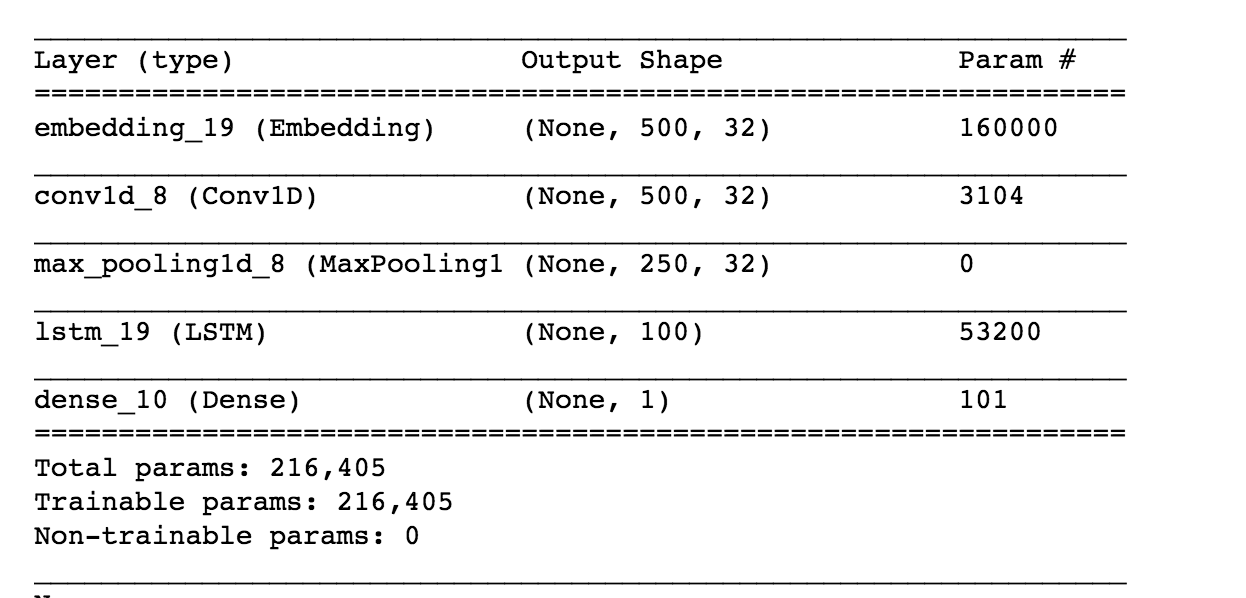 Layer (type) Output Shape Param #
embedding_19 (Embedding) (None, 500, 32) 160000
conv1d_8 (Conv1D) (None, 500, 32) 3104
max_pooling1d_8 (MaxPooling1 (None, 250, 32) 0
lstm_19 (LSTM) (None, 100) 53200
dense_10 (Dense) (None, 1) 101
Total params: 216,405
Trainable params: 216,405
Non-trainable params: 0